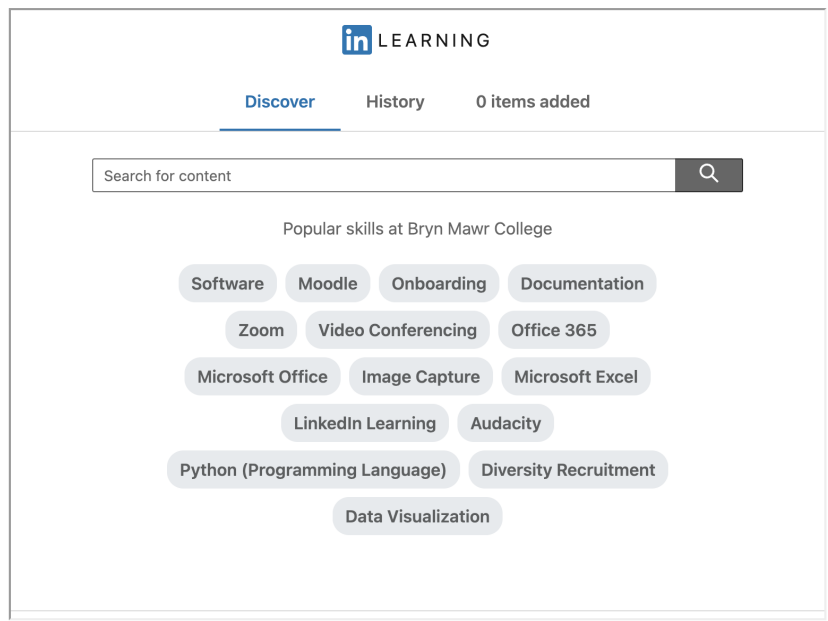 in LEARNING
Discover History 0 items added
Search for content
Popular skills at Bryn Mawr College
Software Moodle Onboarding Documentation
Zoom Video Conferencing Office 365
Microsoft Office Image Capture Microsoft Excel
LinkedIn Learning Audacity
Python (Programming Language) Diversity Recruitment
Data Visualization